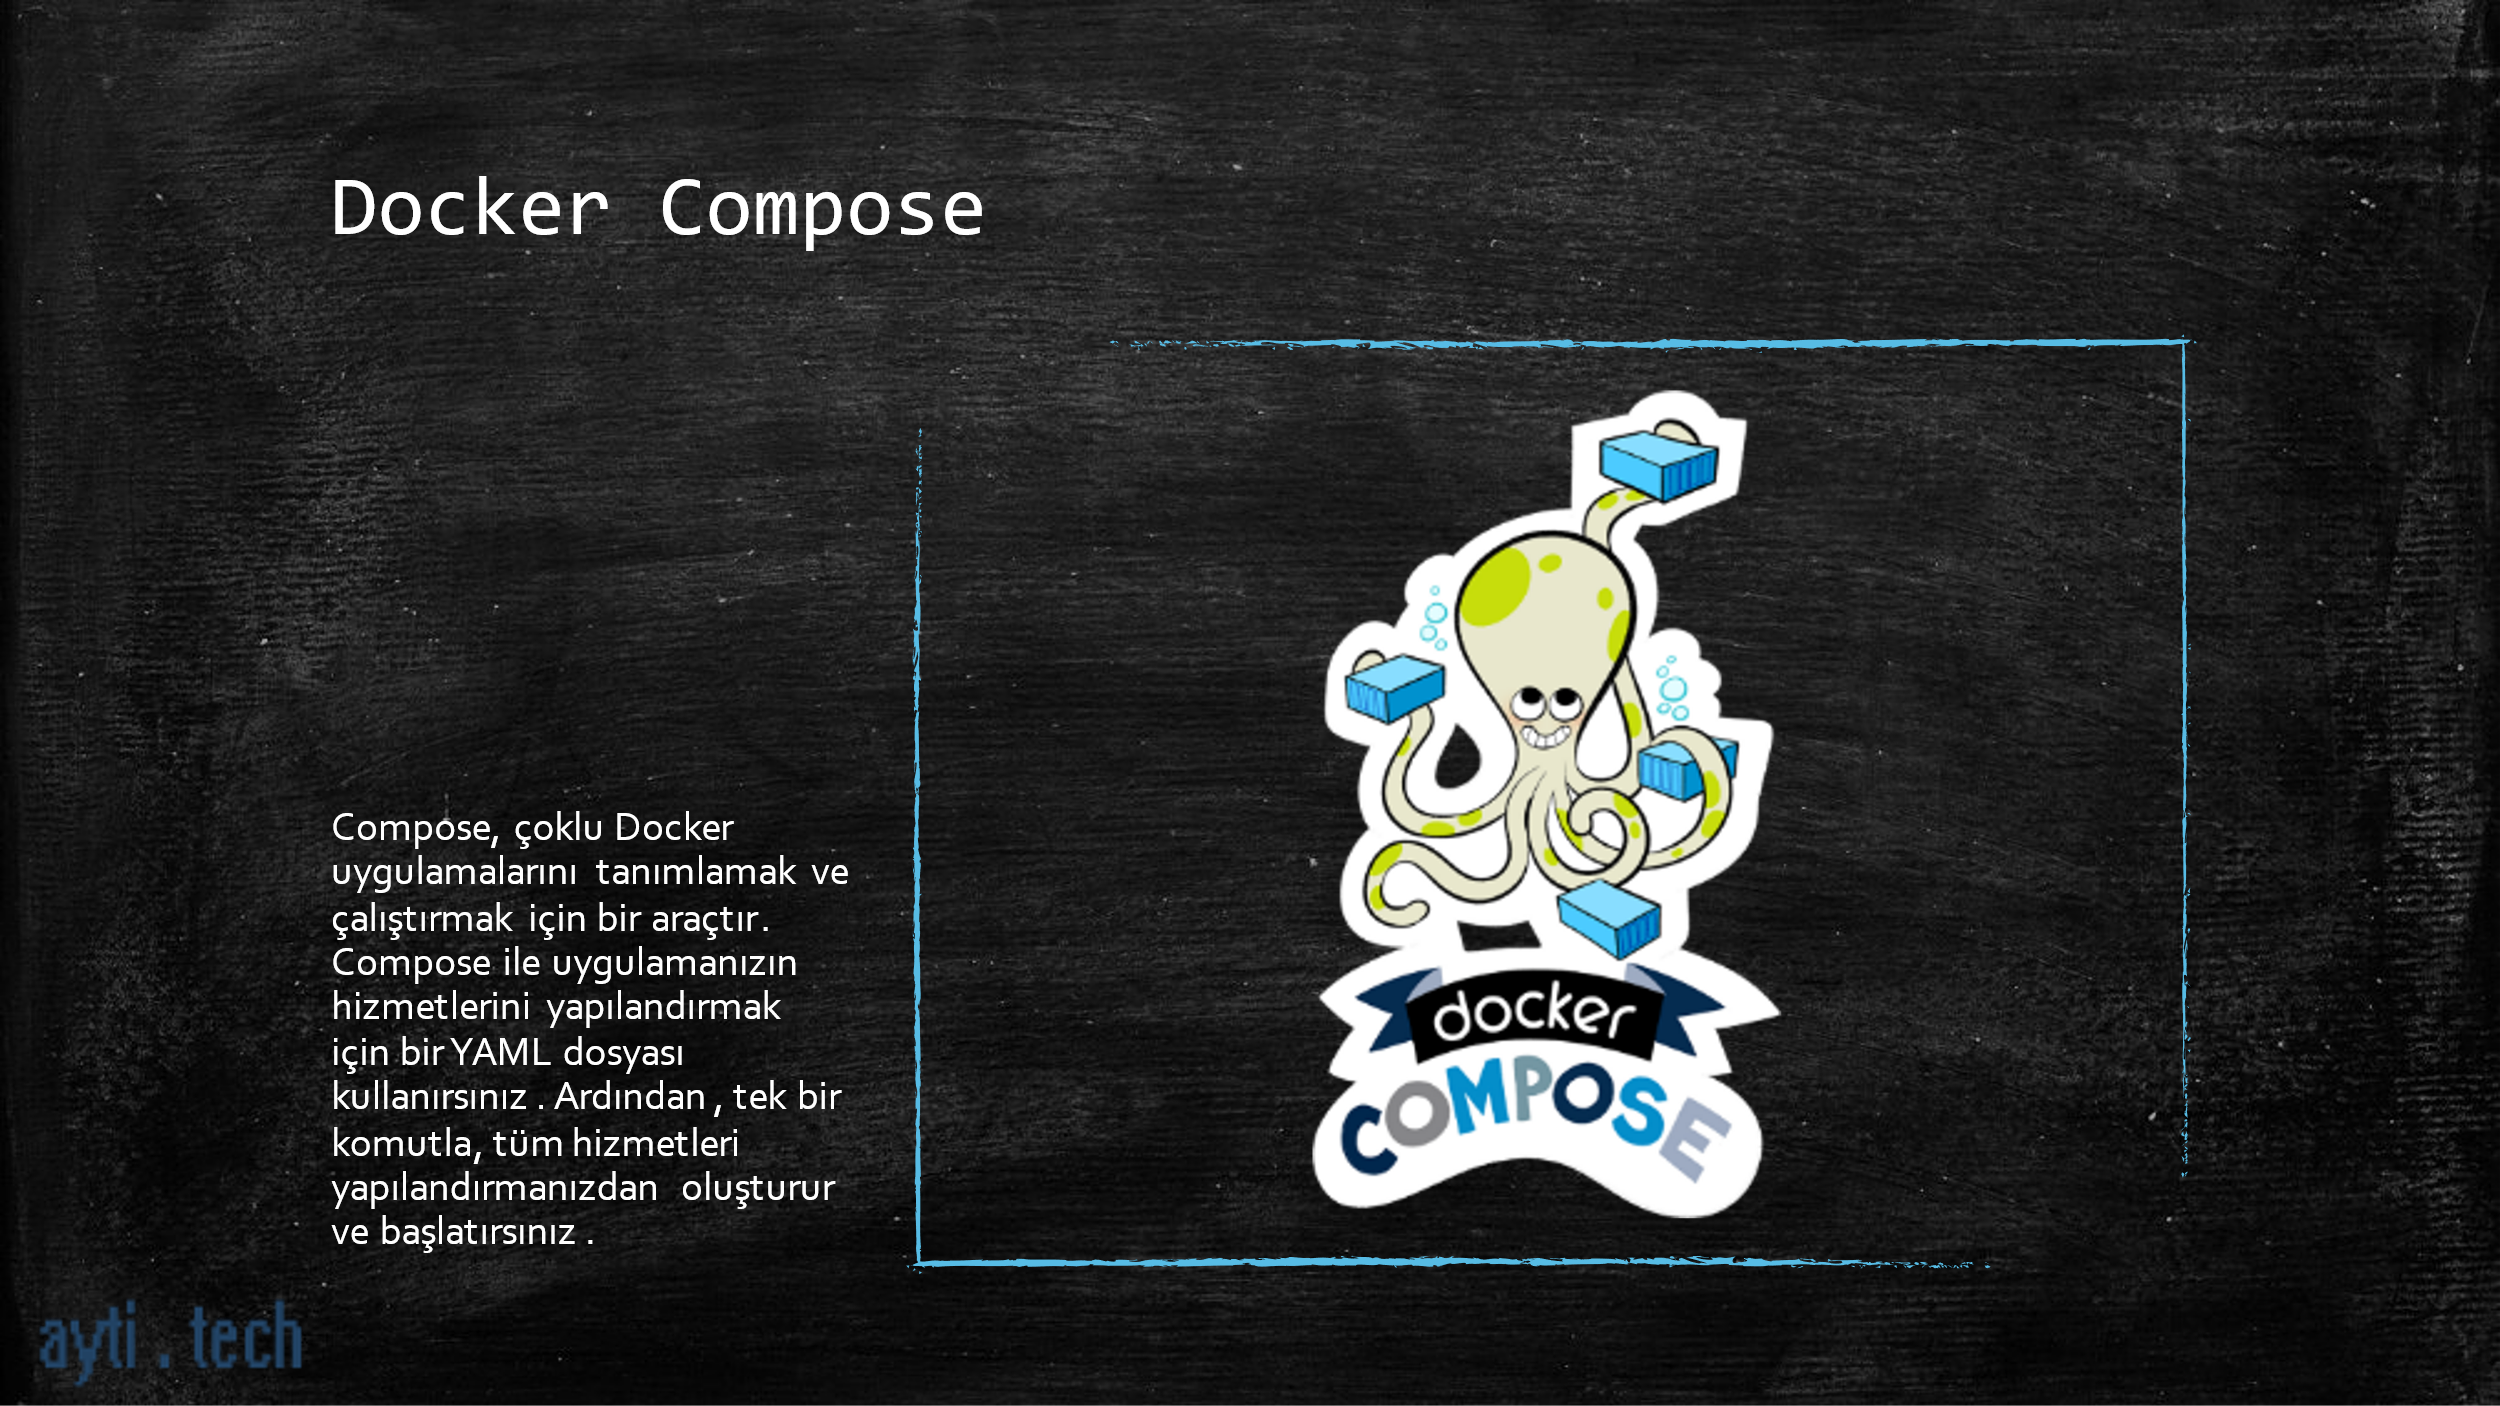 Docker Compose
Compose, çoklu Docker
uygulamalarını tanımlamak ve
çalıştırmak için bir araçtır.
Compose ile uygulamanızın
hizmetlerini yapılandırmak
için bir YAML dosyası
kullanırsınız . Ardından , tek bir
komutla, tüm hizmetleri
yapılandırmanızdan oluşturur
ve başlatırsınız .
docker
COMPOSE
ayti . tech